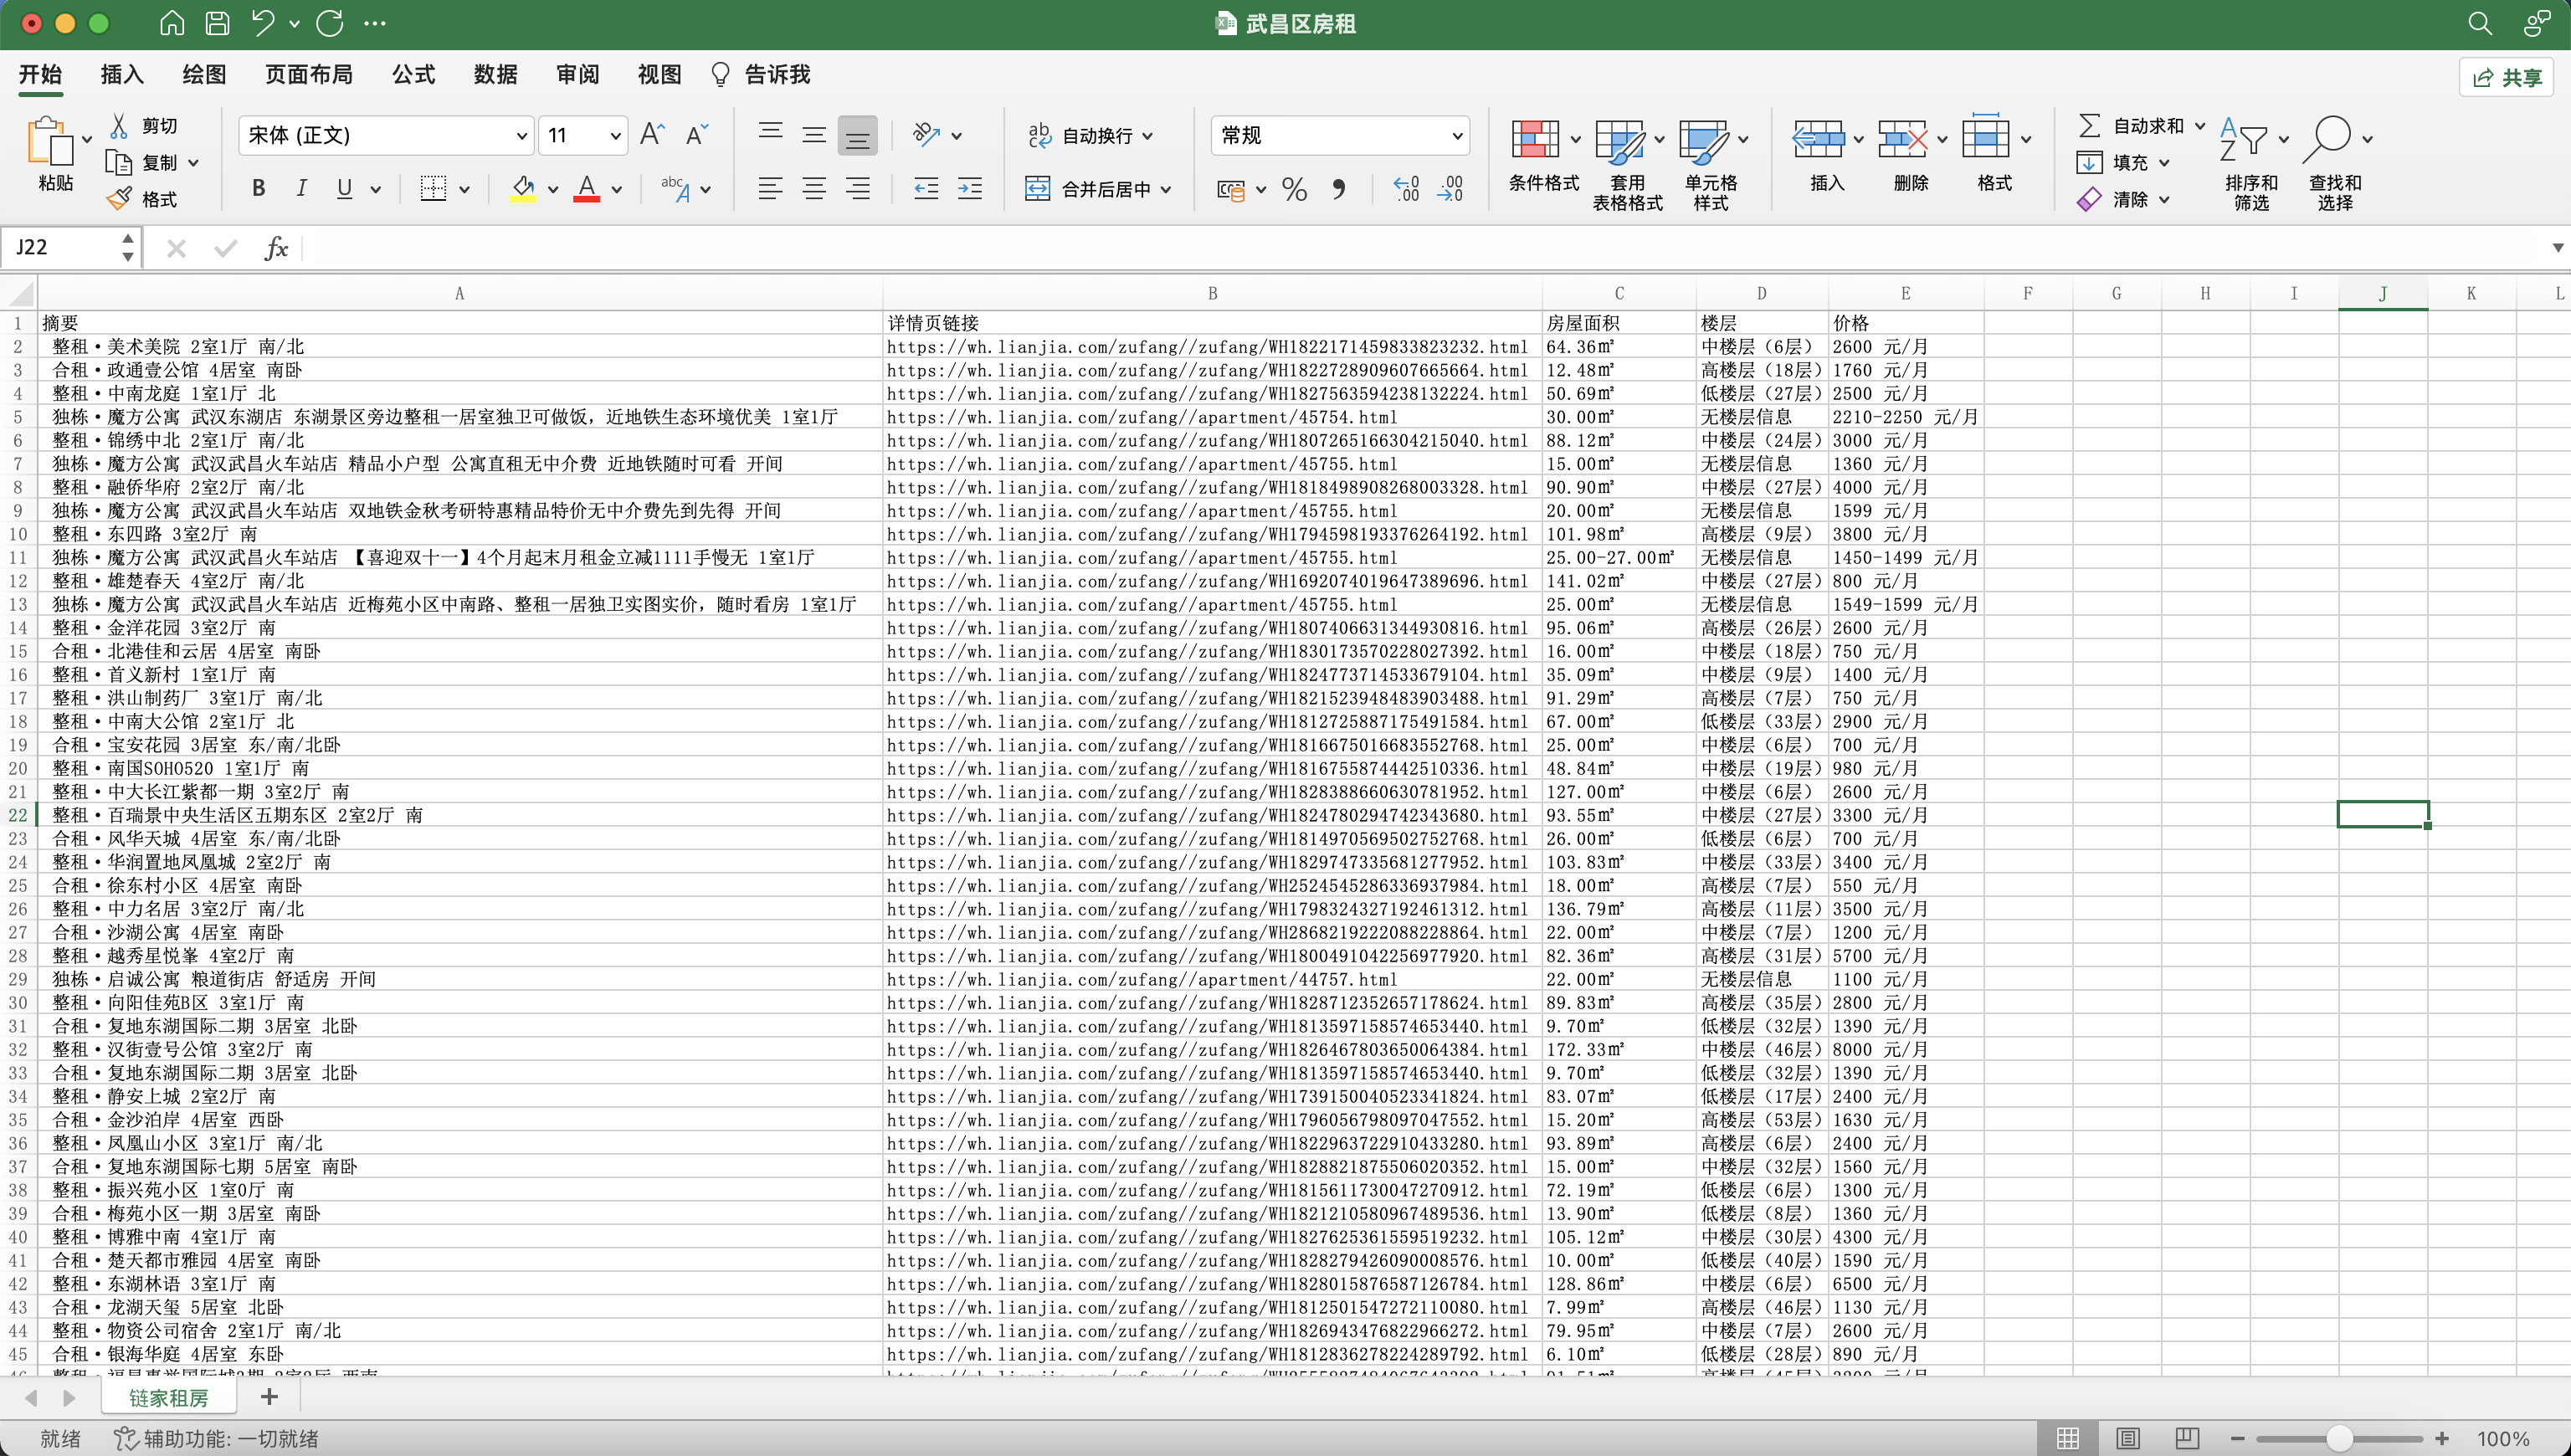 武昌区房租
开始 插入 绘图 页面布局 公式 数据 审阅 视图 告诉我 共享
粘贴 剪切 复制 格式 宋体 (正文) 11 自动换行 合并后居中 常规 条件格式 套用 表格格式 单元格 样式 插入 删除 格式 自动求和 填充 清除 排序和 筛选 查找和 选择
J22 fx
A B C D E F G H I J K L
1 摘要 详情页链接 房屋面积 楼层 价格
2 整租·美术美院 2室1厅 南/北 https://wh.lianjia.com/zufang//zufang/WH1822171459833823232.html 64.36㎡ 中楼层（6层） 2600 元/月
3 合租·政通壹公馆 4居室 南卧 https://wh.lianjia.com/zufang//zufang/WH1822728909607665664.html 12.48㎡ 高楼层（18层） 1760 元/月
4 整租·中南龙庭 1室1厅 北 https://wh.lianjia.com/zufang//zufang/WH1827563594238132224.html 50.69㎡ 低楼层（27层） 2500 元/月
5 独栋·魔方公寓 武汉东湖店 东湖景区旁边整租一居室独卫可做饭，近地铁生态环境优美 1室1厅 https://wh.lianjia.com/zufang//apartment/45754.html 30.00㎡ 无楼层信息 2210-2250 元/月
6 整租·锦绣中北 2室1厅 南/北 https://wh.lianjia.com/zufang//zufang/WH1807265166304215040.html 88.12㎡ 中楼层（24层） 3000 元/月
7 独栋·魔方公寓 武汉武昌火车站店 精品小户型 公寓直租无中介费 近地铁随时可看 开间 https://wh.lianjia.com/zufang//apartment/45755.html 15.00㎡ 无楼层信息 1360 元/月
8 整租·融侨华府 2室2厅 南/北 https://wh.lianjia.com/zufang//zufang/WH1818498908268003328.html 90.90㎡ 中楼层（27层） 4000 元/月
9 独栋·魔方公寓 武汉武昌火车站店 双地铁金秋考研特惠精品特价无中介费先到先得 开间 https://wh.lianjia.com/zufang//apartment/45755.html 20.00㎡ 无楼层信息 1599 元/月
10 整租·东四路 3室2厅 南 https://wh.lianjia.com/zufang//zufang/WH1794598193376264192.html 101.98㎡ 高楼层（9层） 3800 元/月
11 独栋·魔方公寓 武汉武昌火车站店 【喜迎双十一】4个月起末月租金立减1111手慢无 1室1厅 https://wh.lianjia.com/zufang//apartment/45755.html 25.00-27.00㎡ 无楼层信息 1450-1499 元/月
12 整租·雄楚春天 4室2厅 南/北 https://wh.lianjia.com/zufang//zufang/WH1692074019647389696.html 141.02㎡ 中楼层（27层） 800 元/月
13 独栋·魔方公寓 武汉武昌火车站店 近梅苑小区中南路、整租一居独卫实图实价，随时看房 1室1厅 https://wh.lianjia.com/zufang//apartment/45755.html 25.00㎡ 无楼层信息 1549-1599 元/月
14 整租·金洋花园 3室2厅 南 https://wh.lianjia.com/zufang//zufang/WH1807406631344930816.html 95.06㎡ 高楼层（26层） 2600 元/月
15 合租·北港佳和云居 4居室 南卧 https://wh.lianjia.com/zufang//zufang/WH1830173570228027392.html 16.00㎡ 中楼层（18层） 750 元/月
16 整租·首义新村 1室1厅 南 https://wh.lianjia.com/zufang//zufang/WH1824773714533679104.html 35.09㎡ 中楼层（9层） 1400 元/月
17 整租·洪山制药厂 3室1厅 南/北 https://wh.lianjia.com/zufang//zufang/WH1821523948483903488.html 91.29㎡ 高楼层（7层） 750 元/月
18 整租·中南大公馆 2室1厅 北 https://wh.lianjia.com/zufang//zufang/WH1812725887175491584.html 67.00㎡ 低楼层（33层） 2900 元/月
19 合租·宝安花园 3居室 东/南/北卧 https://wh.lianjia.com/zufang//zufang/WH1816675016683552768.html 25.00㎡ 中楼层（6层） 700 元/月
20 整租·南国SOHO520 1室1厅 南 https://wh.lianjia.com/zufang//zufang/WH1816755874442510336.html 48.84㎡ 中楼层（19层） 980 元/月
21 整租·中大长江紫都一期 3室2厅 南 https://wh.lianjia.com/zufang//zufang/WH1828388660630781952.html 127.00㎡ 中楼层（6层） 2600 元/月
22 整租·百瑞景中央生活区五期东区 2室2厅 南 https://wh.lianjia.com/zufang//zufang/WH1824780294742343680.html 93.55㎡ 中楼层（27层） 3300 元/月
23 合租·风华天城 4居室 东/南/北卧 https://wh.lianjia.com/zufang//zufang/WH1814970569502752768.html 26.00㎡ 低楼层（6层） 700 元/月
24 整租·华润置地凤凰城 2室2厅 南 https://wh.lianjia.com/zufang//zufang/WH1829747335681277952.html 103.83㎡ 中楼层（33层） 3400 元/月
25 合租·徐东村小区 4居室 南卧 https://wh.lianjia.com/zufang//zufang/WH2524545286336937984.html 18.00㎡ 高楼层（7层） 550 元/月
26 整租·中力名居 3室2厅 南/北 https://wh.lianjia.com/zufang//zufang/WH1798324327192461312.html 136.79㎡ 高楼层（11层） 3500 元/月
27 合租·沙湖公寓 4居室 南卧 https://wh.lianjia.com/zufang//zufang/WH2868219222088228864.html 22.00㎡ 中楼层（7层） 1200 元/月
28 整租·越秀星悦峯 4室2厅 南 https://wh.lianjia.com/zufang//zufang/WH1800491042256977920.html 82.36㎡ 高楼层（31层） 5700 元/月
29 独栋·启诚公寓 粮道街店 舒适房 开间 https://wh.lianjia.com/zufang//apartment/44757.html 22.00㎡ 无楼层信息 1100 元/月
30 整租·向阳佳苑B区 3室1厅 南 https://wh.lianjia.com/zufang//zufang/WH1828712352657178624.html 89.83㎡ 高楼层（35层） 2800 元/月
31 合租·复地东湖国际二期 3居室 北卧 https://wh.lianjia.com/zufang//zufang/WH1813597158574653440.html 9.70㎡ 低楼层（32层） 1390 元/月
32 整租·汉街壹号公馆 3室2厅 南 https://wh.lianjia.com/zufang//zufang/WH1826467803650064384.html 172.33㎡ 中楼层（46层） 8000 元/月
33 合租·复地东湖国际二期 3居室 北卧 https://wh.lianjia.com/zufang//zufang/WH1813597158574653440.html 9.70㎡ 低楼层（32层） 1390 元/月
34 整租·静安上城 2室2厅 南 https://wh.lianjia.com/zufang//zufang/WH1739150040523341824.html 83.07㎡ 低楼层（17层） 2400 元/月
35 合租·金沙泊岸 4居室 西卧 https://wh.lianjia.com/zufang//zufang/WH1796056798097047552.html 15.20㎡ 高楼层（53层） 1630 元/月
36 整租·凤凰山小区 3室1厅 南/北 https://wh.lianjia.com/zufang//zufang/WH1822963722910433280.html 93.89㎡ 高楼层（6层） 2400 元/月
37 合租·复地东湖国际七期 5居室 南卧 https://wh.lianjia.com/zufang//zufang/WH1828821875506020352.html 15.00㎡ 中楼层（32层） 1560 元/月
38 整租·振兴苑小区 1室0厅 南 https://wh.lianjia.com/zufang//zufang/WH1815611730047270912.html 72.19㎡ 低楼层（6层） 1300 元/月
39 合租·梅苑小区一期 3居室 南卧 https://wh.lianjia.com/zufang//zufang/WH1821210580967489536.html 13.90㎡ 低楼层（8层） 1360 元/月
40 整租·博雅中南 4室1厅 南 https://wh.lianjia.com/zufang//zufang/WH1827625361559519232.html 105.12㎡ 中楼层（30层） 4300 元/月
41 合租·楚天都市雅园 4居室 南卧 https://wh.lianjia.com/zufang//zufang/WH1828279426090008576.html 10.00㎡ 低楼层（40层） 1590 元/月
42 整租·东湖林语 3室1厅 南 https://wh.lianjia.com/zufang//zufang/WH1828015876587126784.html 128.86㎡ 中楼层（6层） 6500 元/月
43 合租·龙湖天玺 5居室 北卧 https://wh.lianjia.com/zufang//zufang/WH1812501547272110080.html 7.99㎡ 高楼层（46层） 1130 元/月
44 整租·物资公司宿舍 2室1厅 南/北 https://wh.lianjia.com/zufang//zufang/WH1826943476822966272.html 79.95㎡ 中楼层（7层） 2600 元/月
45 合租·银海华庭 4居室 东卧 https://wh.lianjia.com/zufang//zufang/WH1812836278224289792.html 6.10㎡ 低楼层（28层） 890 元/月
链家租房
就绪 辅助功能: 一切就绪 100%